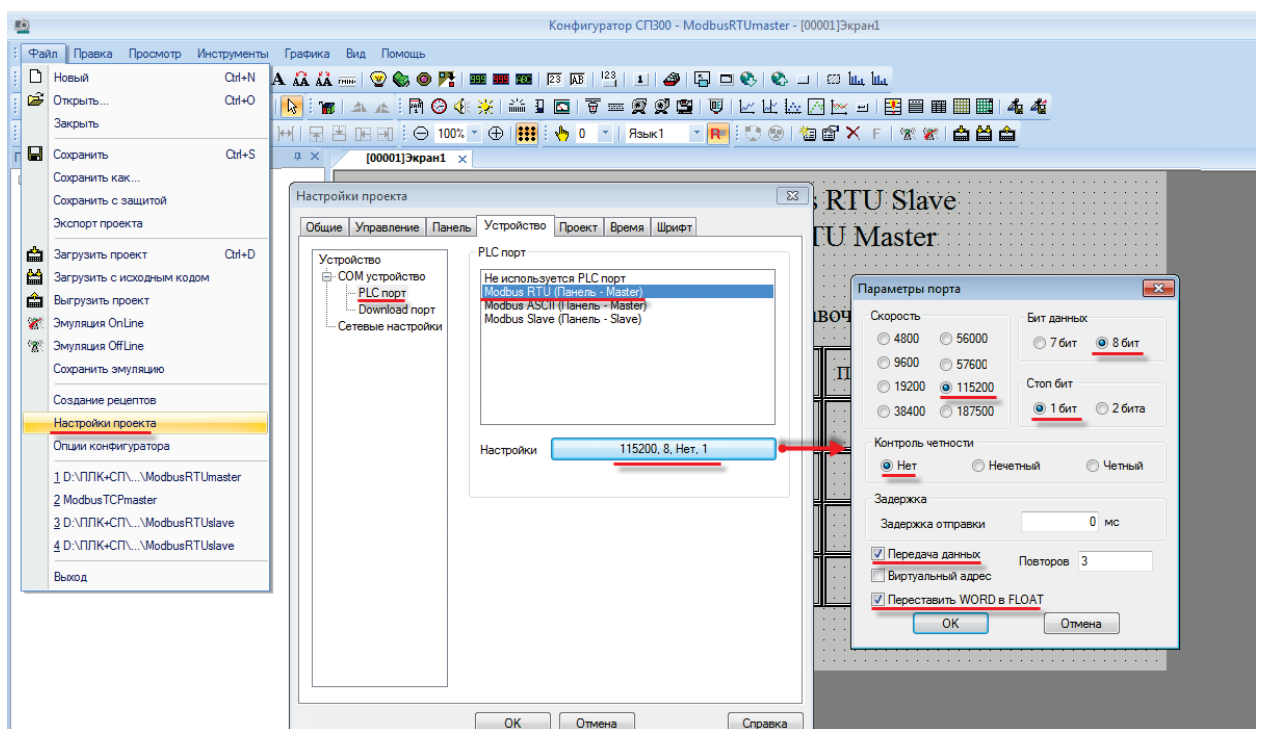 Конфигуратор СП300 - ModbusRTUmaster - [00001]Экран1
Файл Правка Просмотр Инструменты Графика Вид Помощь
Новый Ctrl+N
Открыть... Ctrl+O
Закрыть
Сохранить Ctrl+S
Сохранить как...
Сохранить с защитой
Экспорт проекта
Загрузить проект Ctrl+D
Загрузить с исходным кодом
Выгрузить проект
Эмуляция OnLine
Эмуляция OffLine
Сохранить эмуляцию
Создание рецептов
Настройки проекта
Опции конфигуратора
1 D:\ПЛК+СП\...\ModbusRTUmaster
2 ModbusTCPmaster
3 D:\ПЛК+СП\...\ModbusRTUslave
4 D:\ПЛК+СП\...\ModbusRTUslave
Выход
100% 0 Язык1
[00001]Экран1
RTU Slave
TU Master
Настройки проекта
Общие Управление Панель Устройство Проект Время Шрифт
Устройство
COM устройство
PLC порт
Download порт
Сетевые настройки
PLC порт
Не используется PLC порт
Modbus RTU (Панель - Master)
Modbus ASCII (Панель - Master)
Modbus Slave (Панель - Slave)
Настройки 115200, 8, Нет, 1
OK Отмена Справка
Параметры порта
Скорость
4800 56000
9600 57600
19200 115200
38400 187500
Бит данных
7 бит 8 бит
Стоп бит
1 бит 2 бита
Контроль четности
Нет Нечетный Четный
Задержка
Задержка отправки 0 мс
Передача данных
Повторов 3
Виртуальный адрес
Переставить WORD в FLOAT
OK Отмена